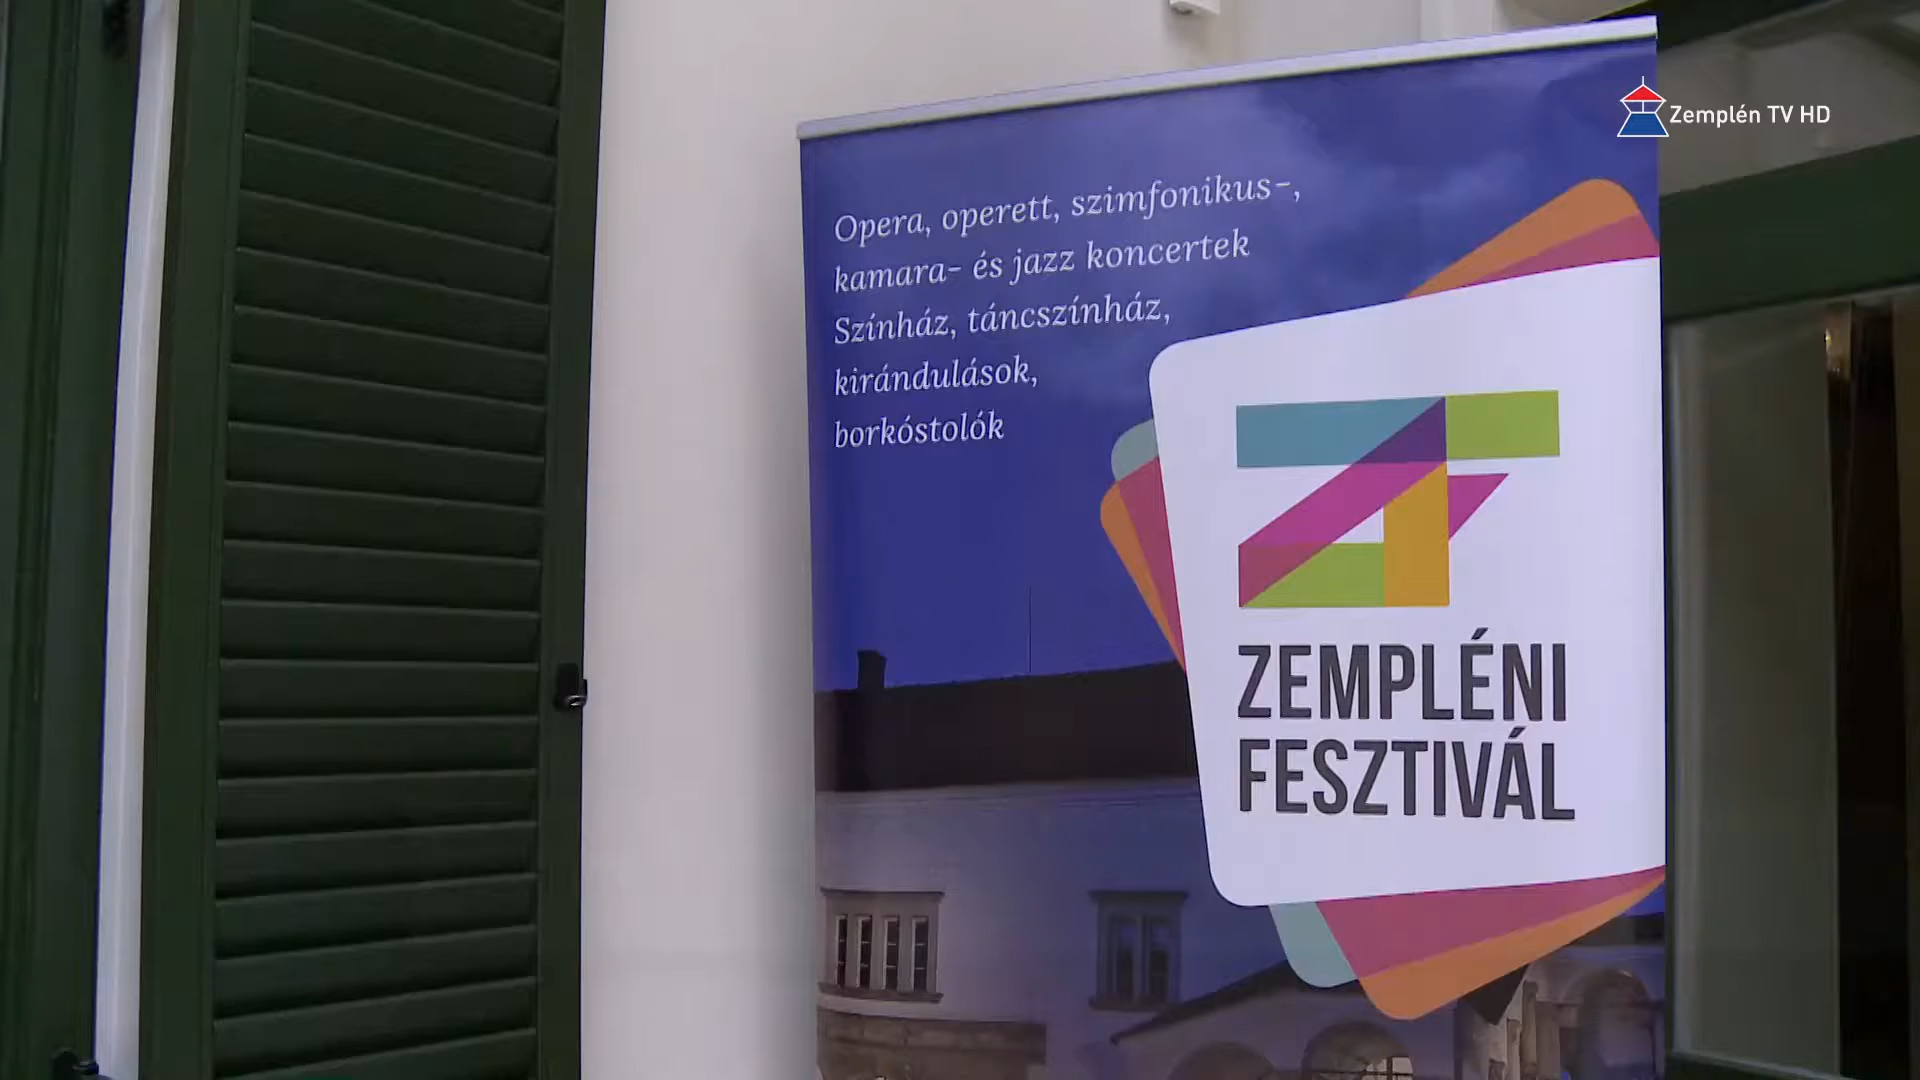 Zemplén TV HD
Opera, operett, szimfonikus-,
kamara- és jazz koncertek
Színház, táncszínház,
kirándulások,
borkóstolók
ZEMPLÉNI
FESZTIVÁL